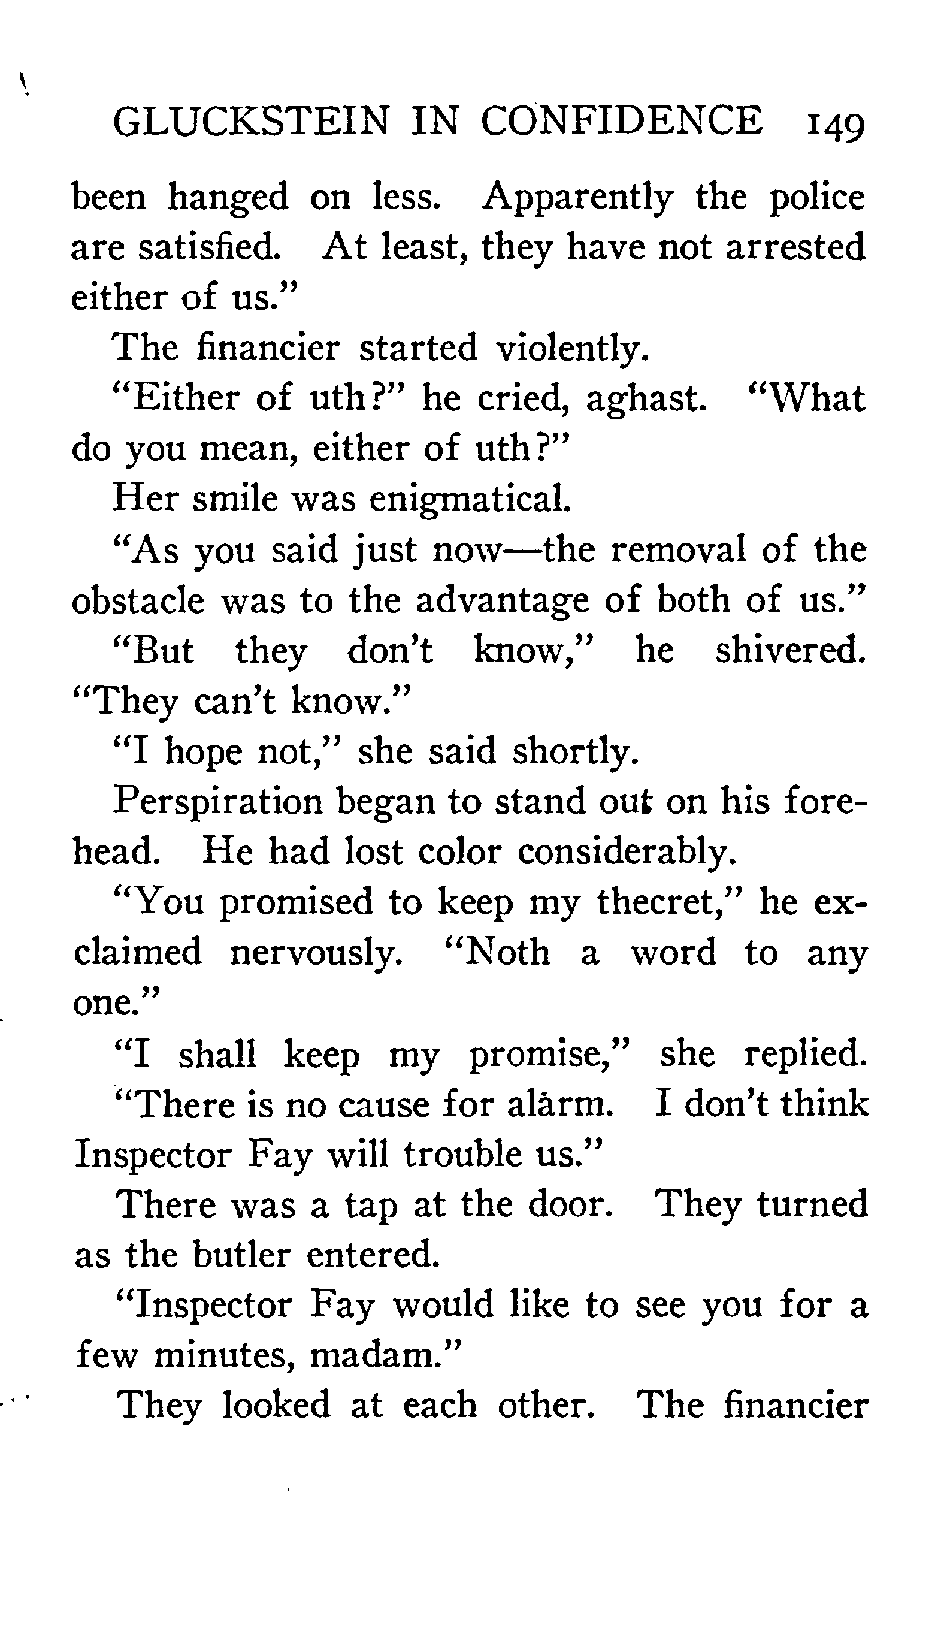 GLUCKSTEIN IN CONFIDENCE 149
been hanged on less. Apparently the police
are satisfied. At least, they have not arrested
either of us."
The financier started violently.
"Either of uth?" he cried, aghast. "What
do you mean, either of uth?"
Her smile was enigmatical.
"As you said just now—the removal of the
obstacle was to the advantage of both of us."
"But they don't know," he shivered.
"They can't know."
"I hope not," she said shortly.
Perspiration began to stand out on his fore-
head. He had lost color considerably.
"You promised to keep my thecret," he ex-
claimed nervously. "Noth a word to any
one."
"I shall keep my promise," she replied.
"There is no cause for alarm. I don't think
Inspector Fay will trouble us."
There was a tap at the door. They turned
as the butler entered.
"Inspector Fay would like to see you for a
few minutes, madam."
They looked at each other. The financier